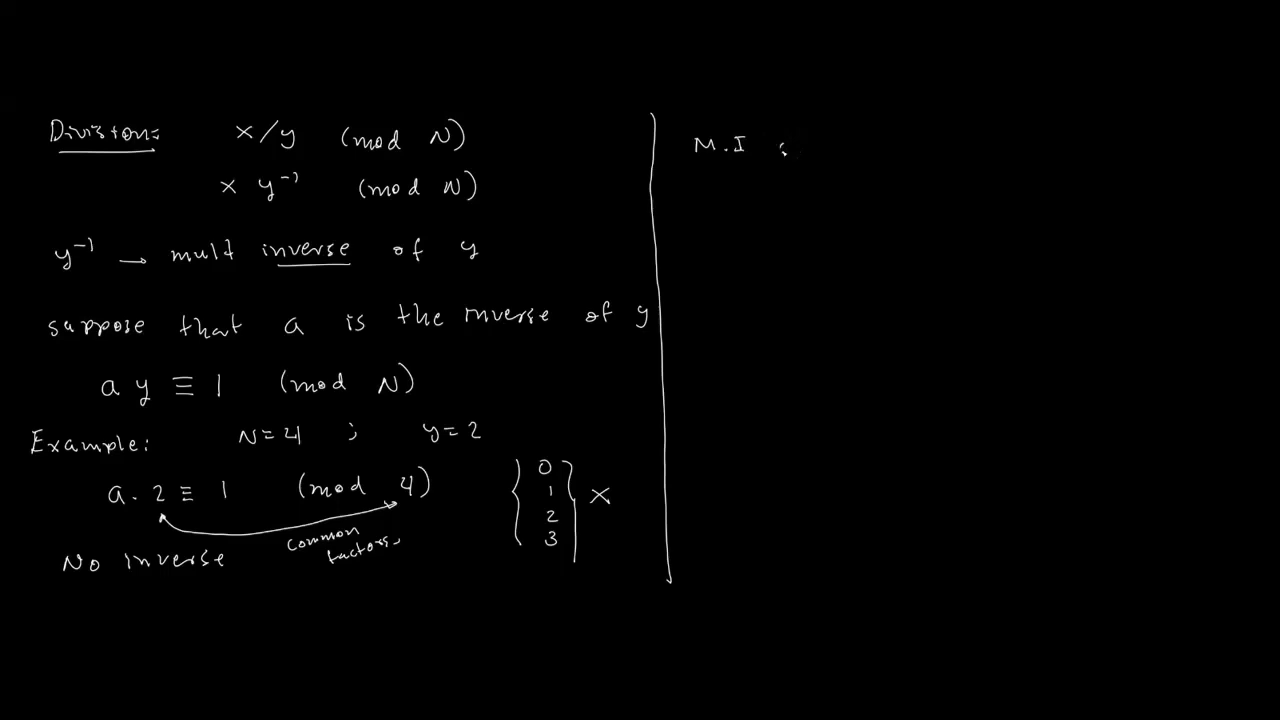 Division: x/y (mod N)
x y⁻¹ (mod N)
y⁻¹ → mult inverse of y
suppose that a is the inverse of y
a y ≡ 1 (mod N)
Example: N=4 ; y=2
a. 2 ≡ 1 (mod 4)
common
factors.
No inverse
{ 0
1
2
3 } ×
M.I :